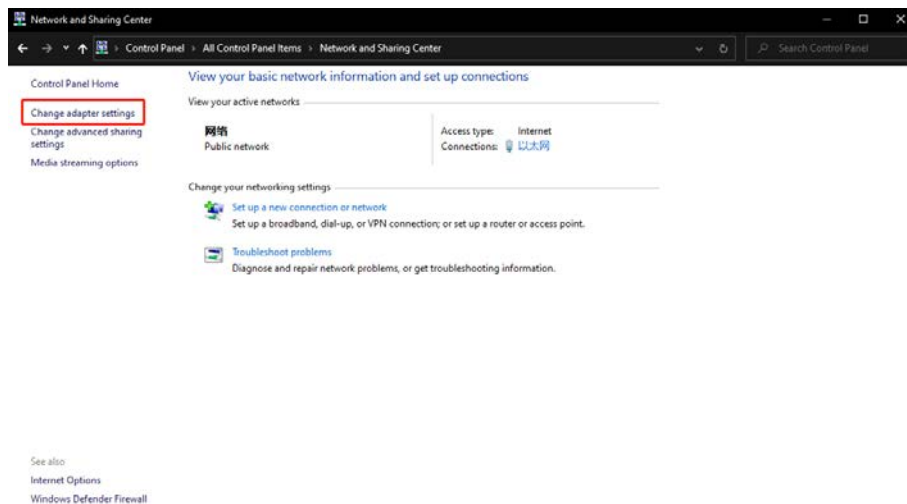 Network and Sharing Center
Control Panel › All Control Panel Items › Network and Sharing Center
Search Control Panel
Control Panel Home
Change adapter settings
Change advanced sharing
settings
Media streaming options
View your basic network information and set up connections
View your active networks
网络
Public network
Access type: Internet
Connections: 以太网
Change your networking settings
Set up a new connection or network
Set up a broadband, dial-up, or VPN connection; or set up a router or access point.
Troubleshoot problems
Diagnose and repair network problems, or get troubleshooting information.
See also
Internet Options
Windows Defender Firewall